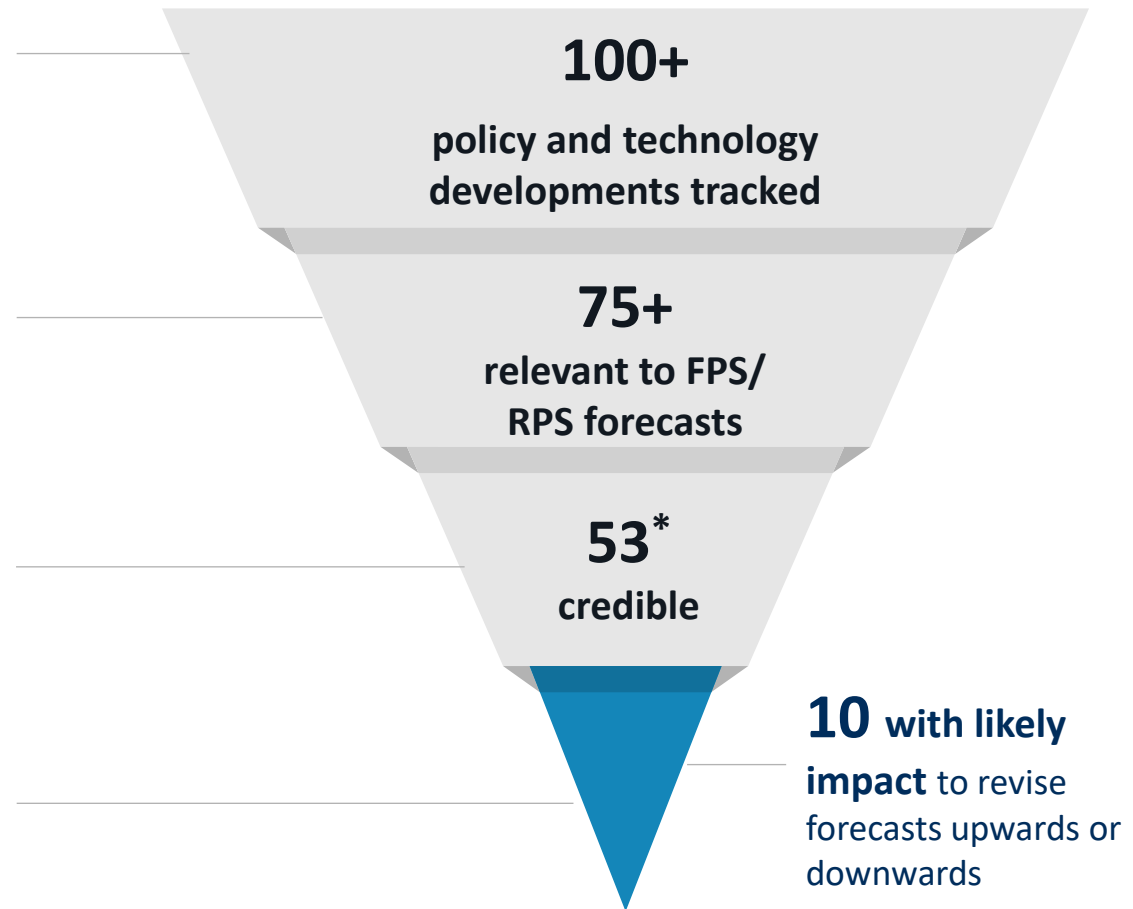 100+
policy and technology
developments tracked
75+
relevant to FPS/
RPS forecasts
53*
credible
10 with likely
impact to revise
forecasts upwards or
downwards